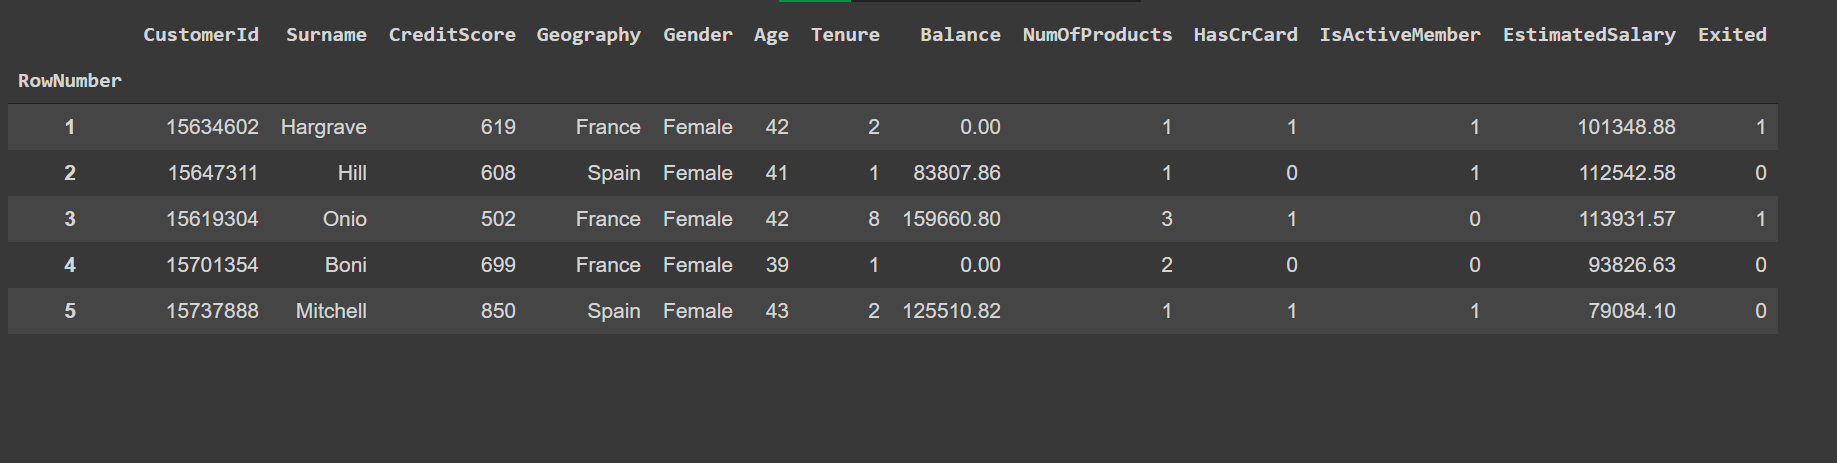 CustomerId Surname CreditScore Geography Gender Age Tenure Balance NumOfProducts HasCrCard IsActiveMember EstimatedSalary Exited
RowNumber
1 15634602 Hargrave 619 France Female 42 2 0.00 1 1 1 101348.88 1
2 15647311 Hill 608 Spain Female 41 1 83807.86 1 0 1 112542.58 0
3 15619304 Onio 502 France Female 42 8 159660.80 3 1 0 113931.57 1
4 15701354 Boni 699 France Female 39 1 0.00 2 0 0 93826.63 0
5 15737888 Mitchell 850 Spain Female 43 2 125510.82 1 1 1 79084.10 0